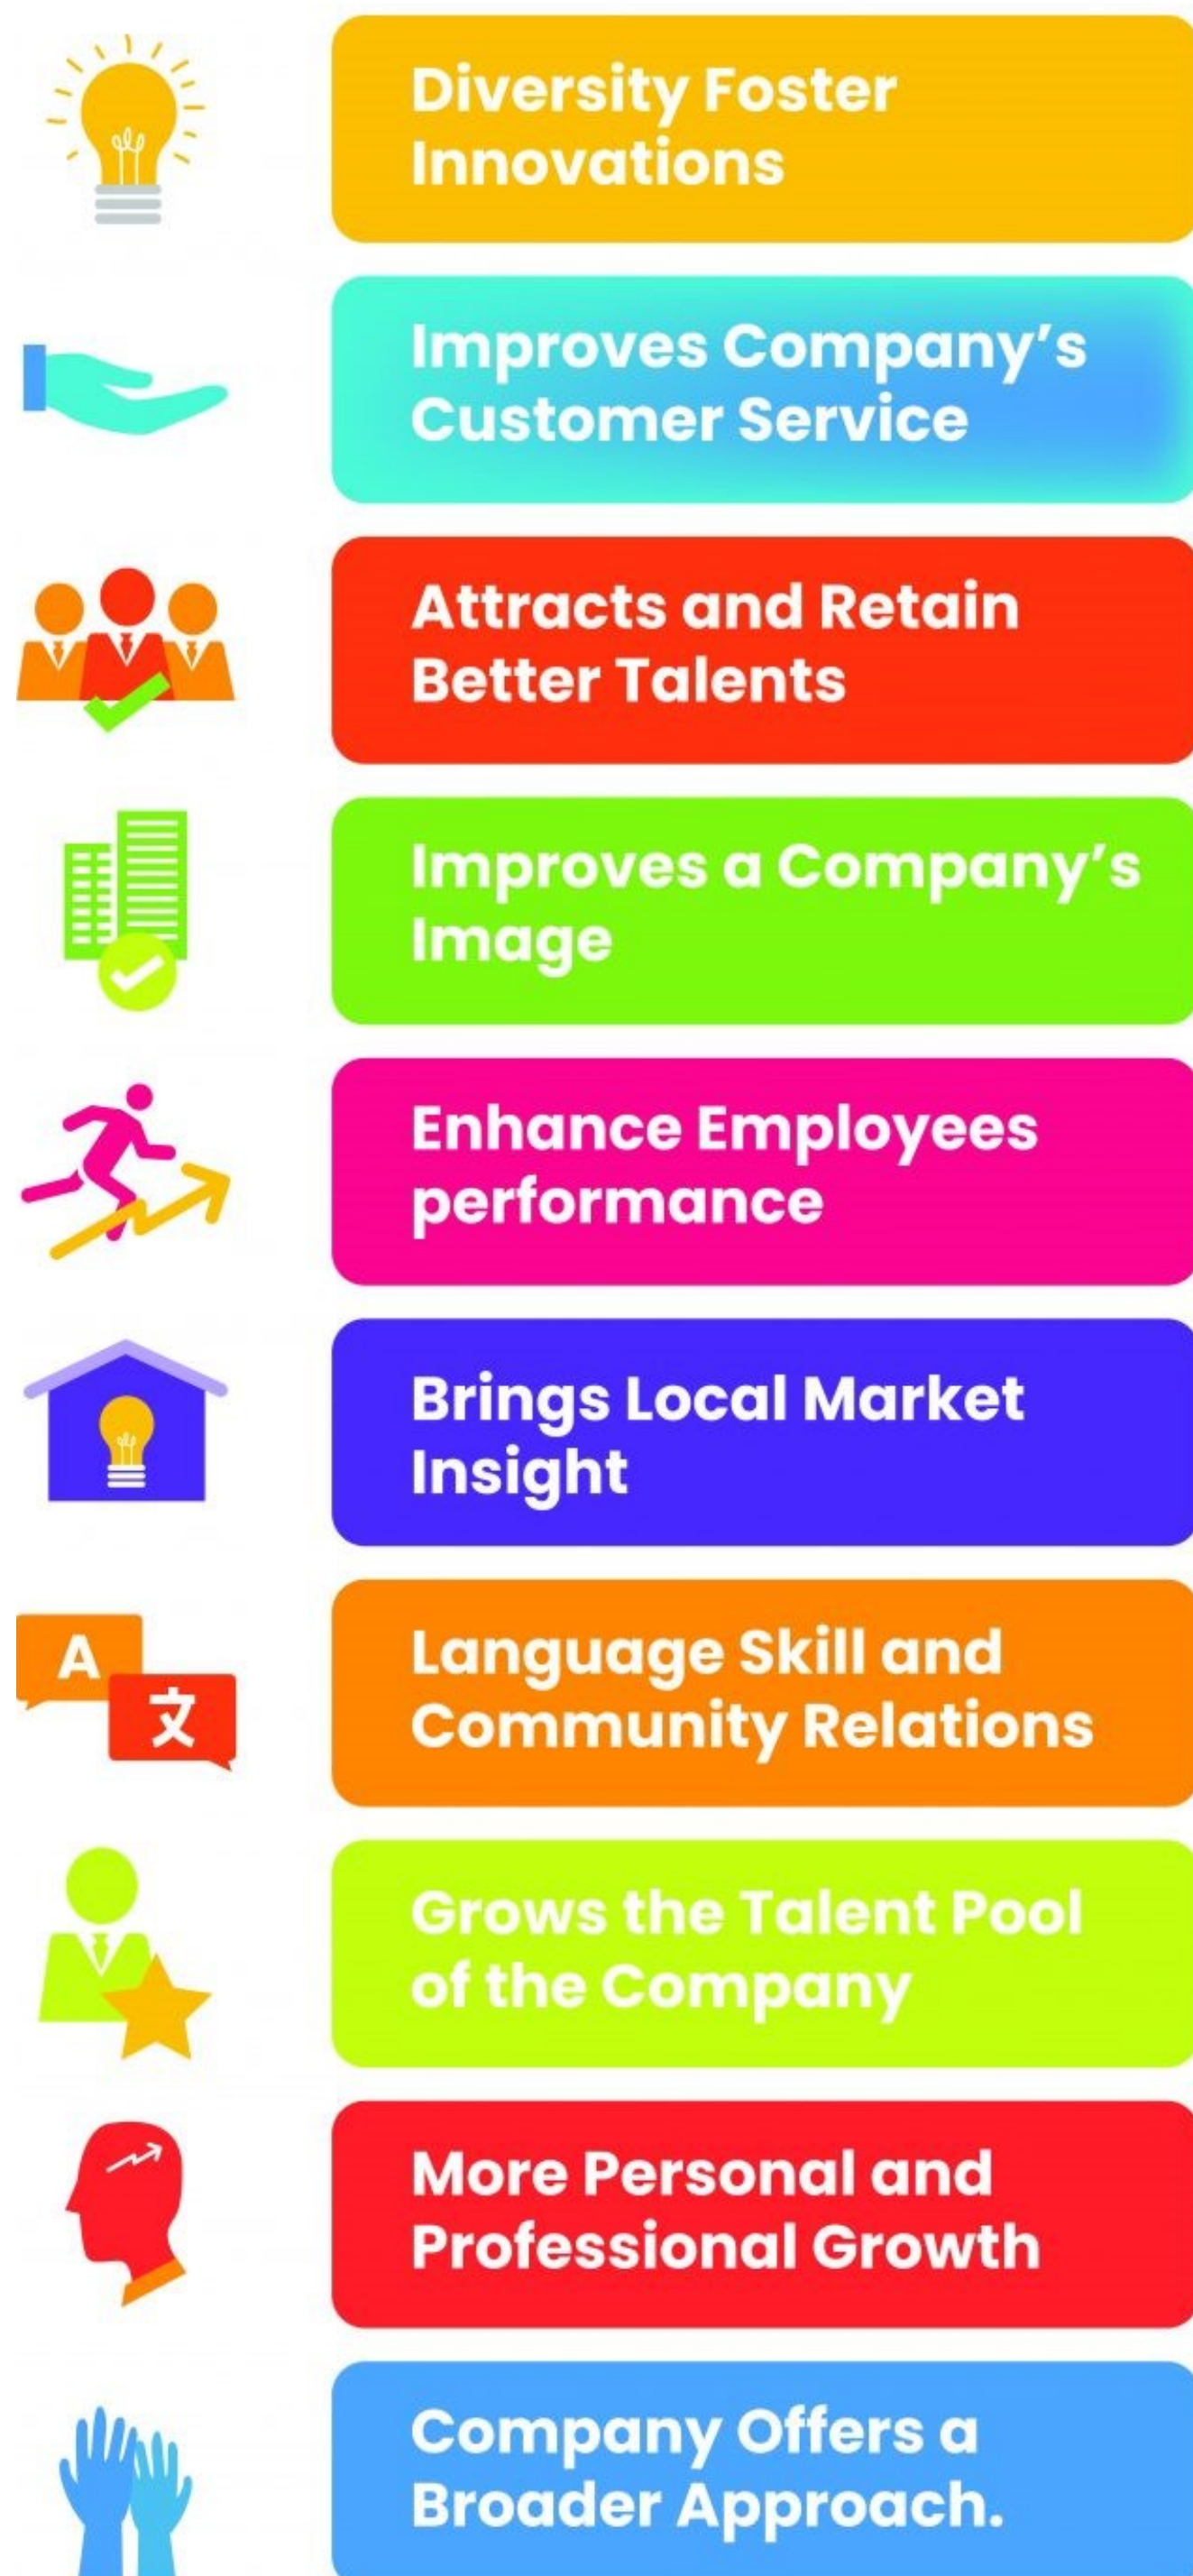 Diversity Foster
Innovations
Improves Company’s
Customer Service
Attracts and Retain
Better Talents
Improves a Company’s
Image
Enhance Employees
performance
Brings Local Market
Insight
A
文
Language Skill and
Community Relations
Grows the Talent Pool
of the Company
More Personal and
Professional Growth
Company Offers a
Broader Approach.